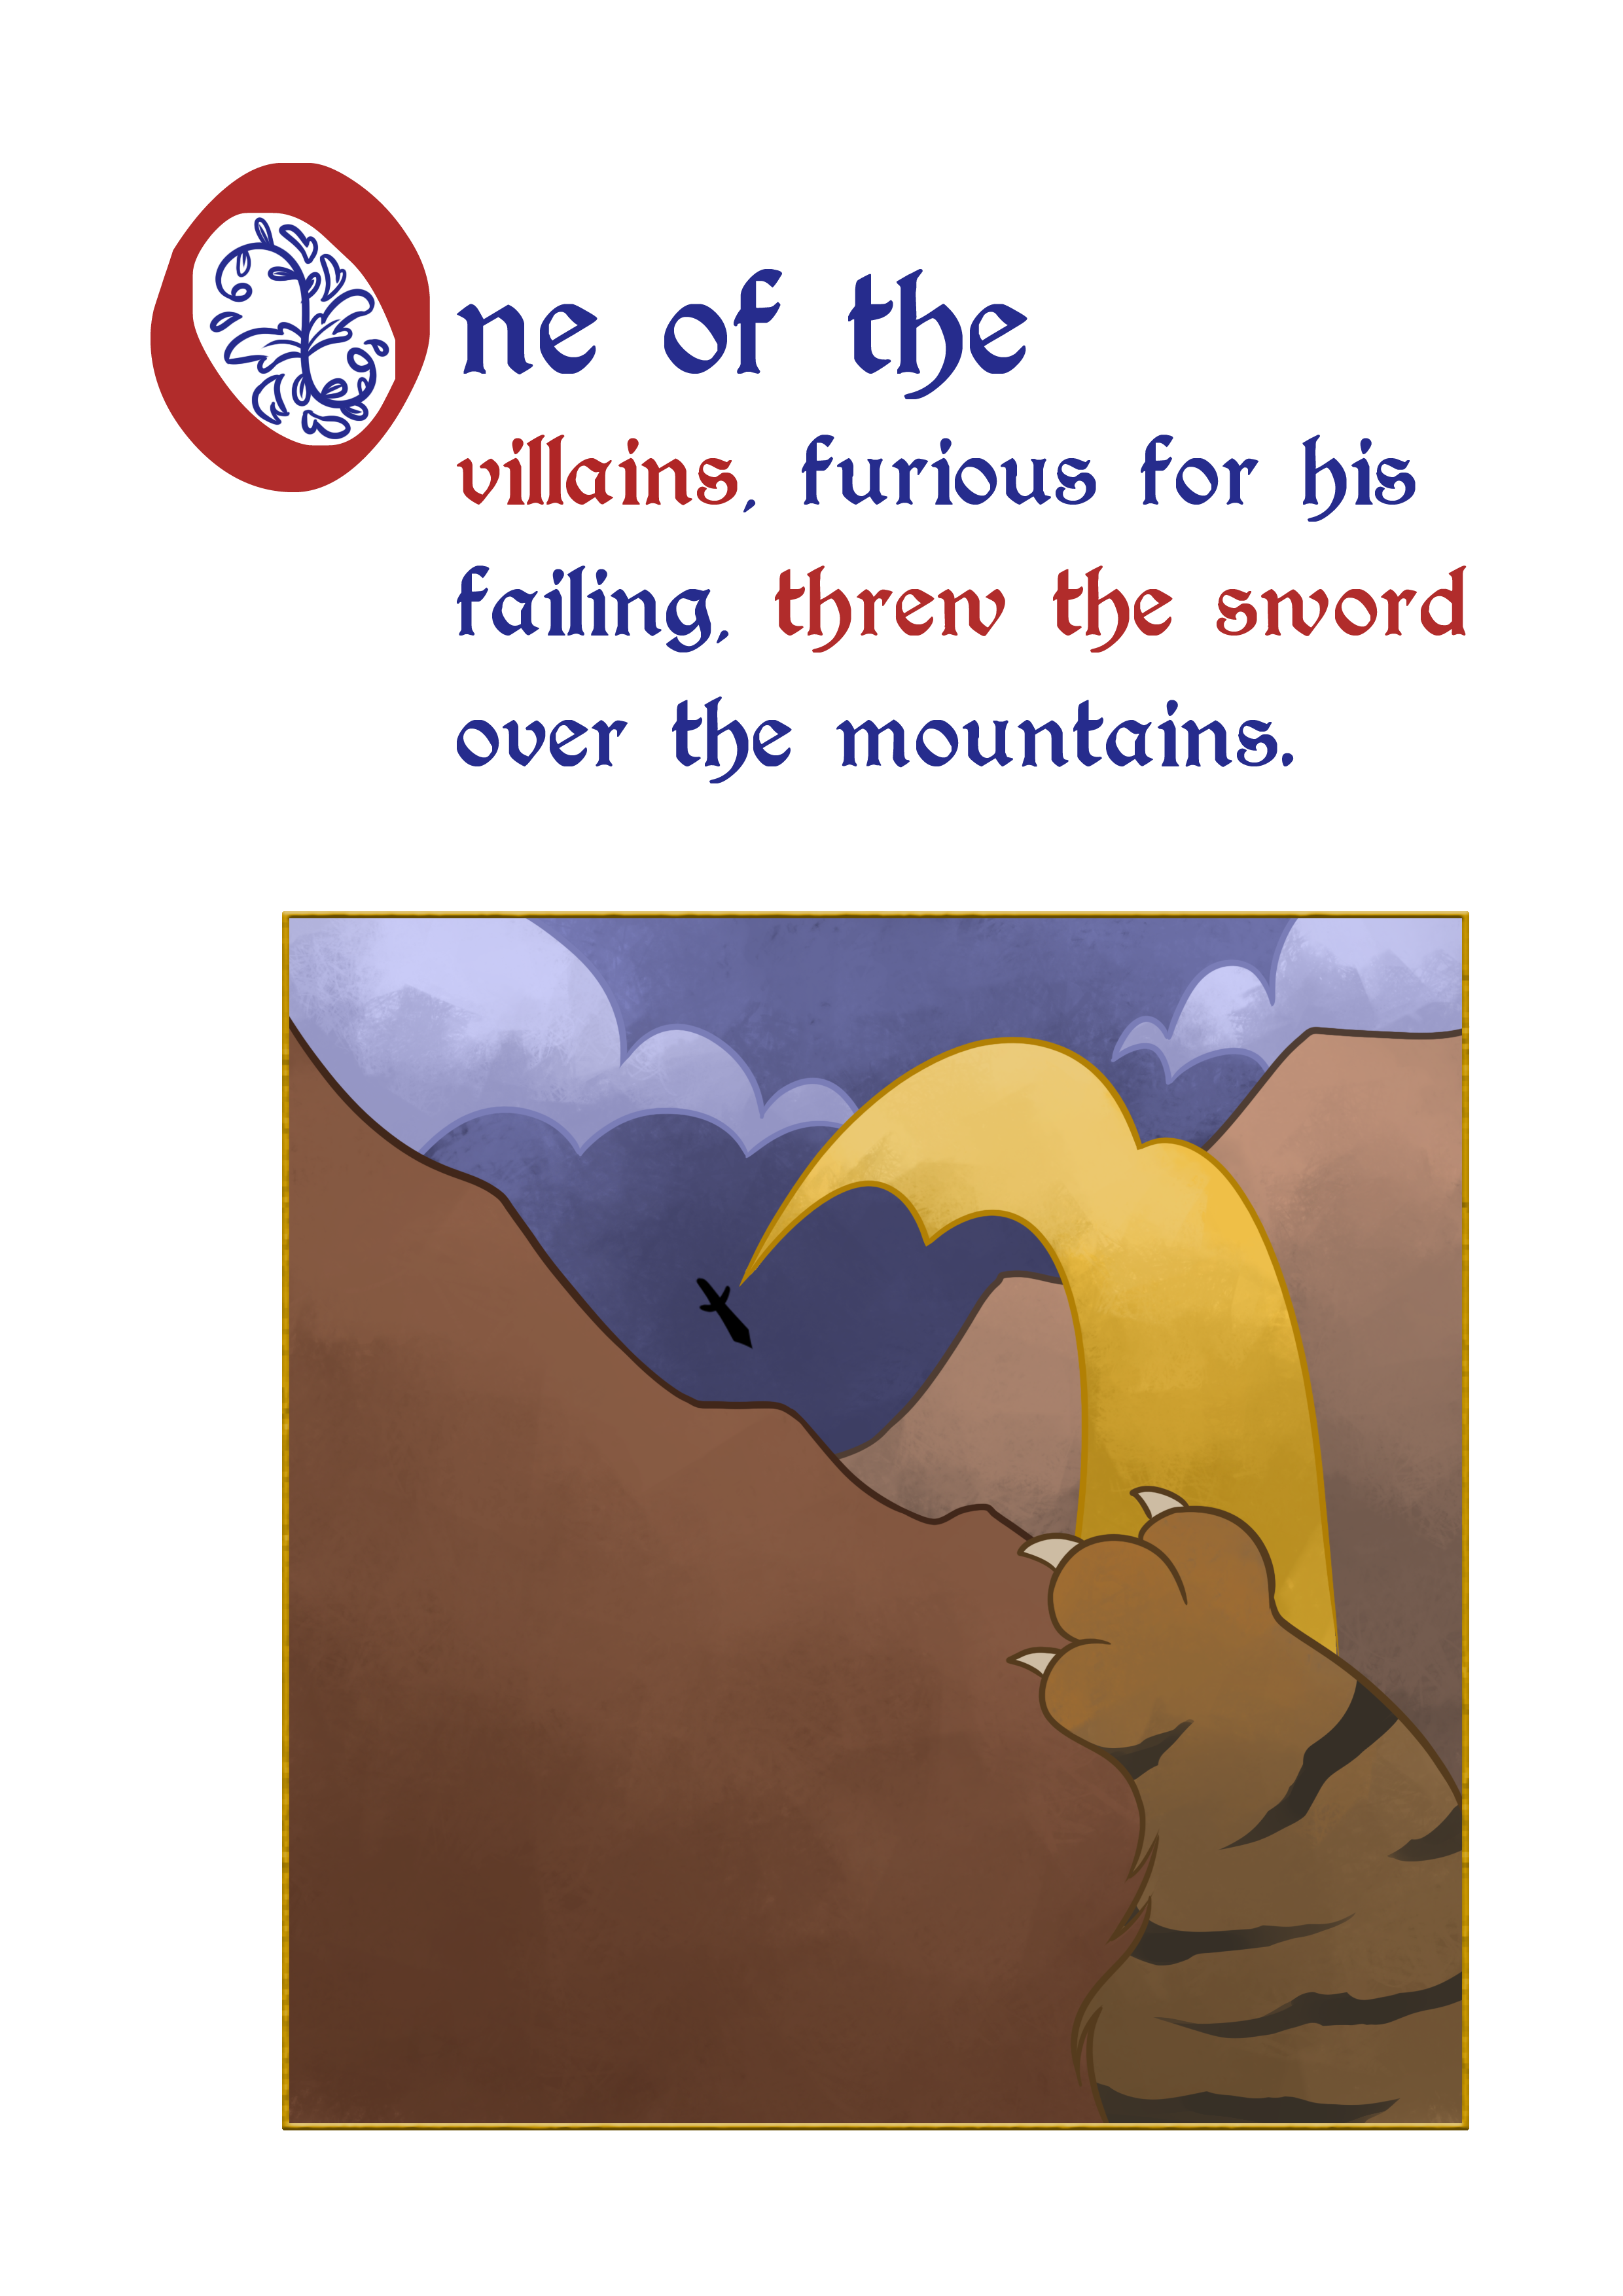 One of the
villains, furious for his
failing, threw the sword
over the mountains.